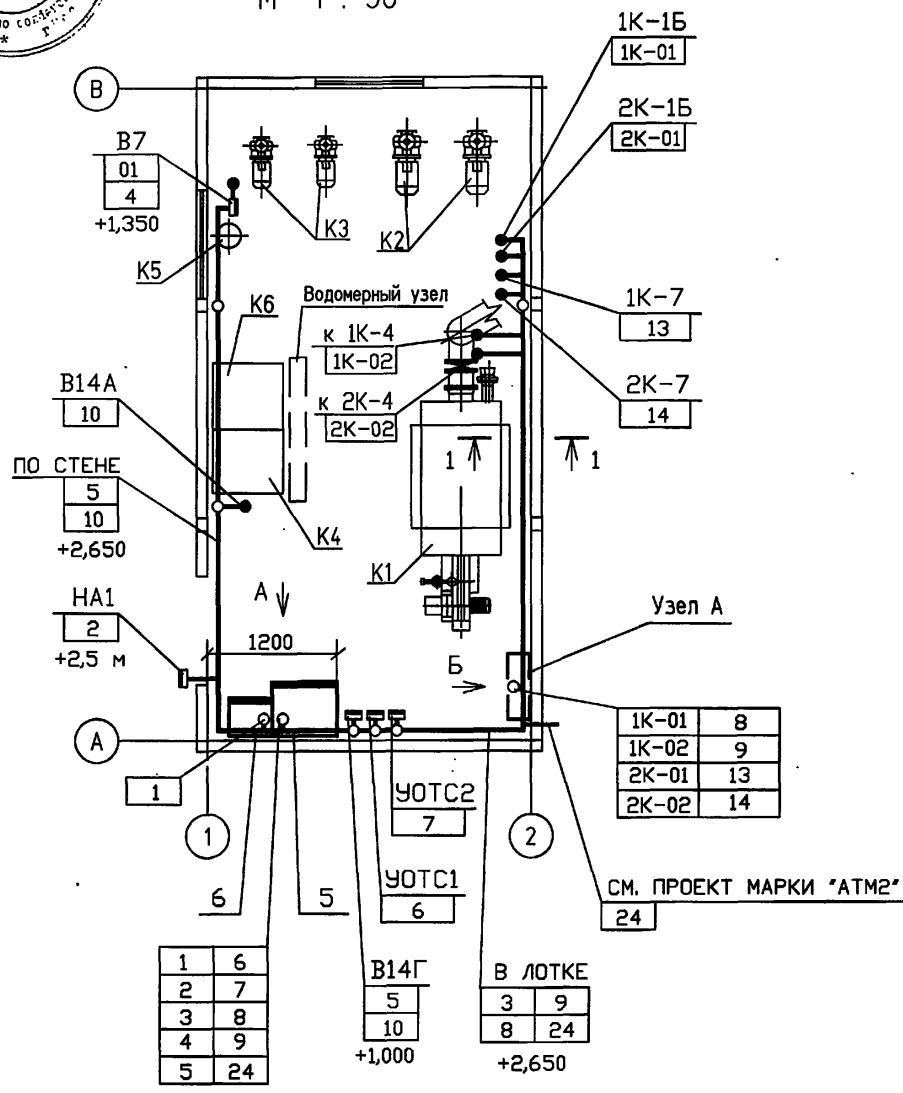 М 1 : 50
1К-1Б
1К-01
2К-1Б
2К-01
В
В7
01
4
+1,350
К3
К2
К5
К6
Водомерный узел
к 1К-4
1К-02
к 2К-4
2К-02
1К-7
13
2К-7
14
В14А
10
ПО СТЕНЕ
5
10
+2,650
1
1
К4
К1
НА1
2
+2,5 м
А
1200
Б
Узел А
1К-01 8
1К-02 9
2К-01 13
2К-02 14
А
1
1
2
УОТС2
7
УОТС1
6
6
5
СМ. ПРОЕКТ МАРКИ "АТМ2"
24
1 6
2 7
3 8
4 9
5 24
В14Г
5
10
+1,000
В ЛОТКЕ
3 9
8 24
+2,650